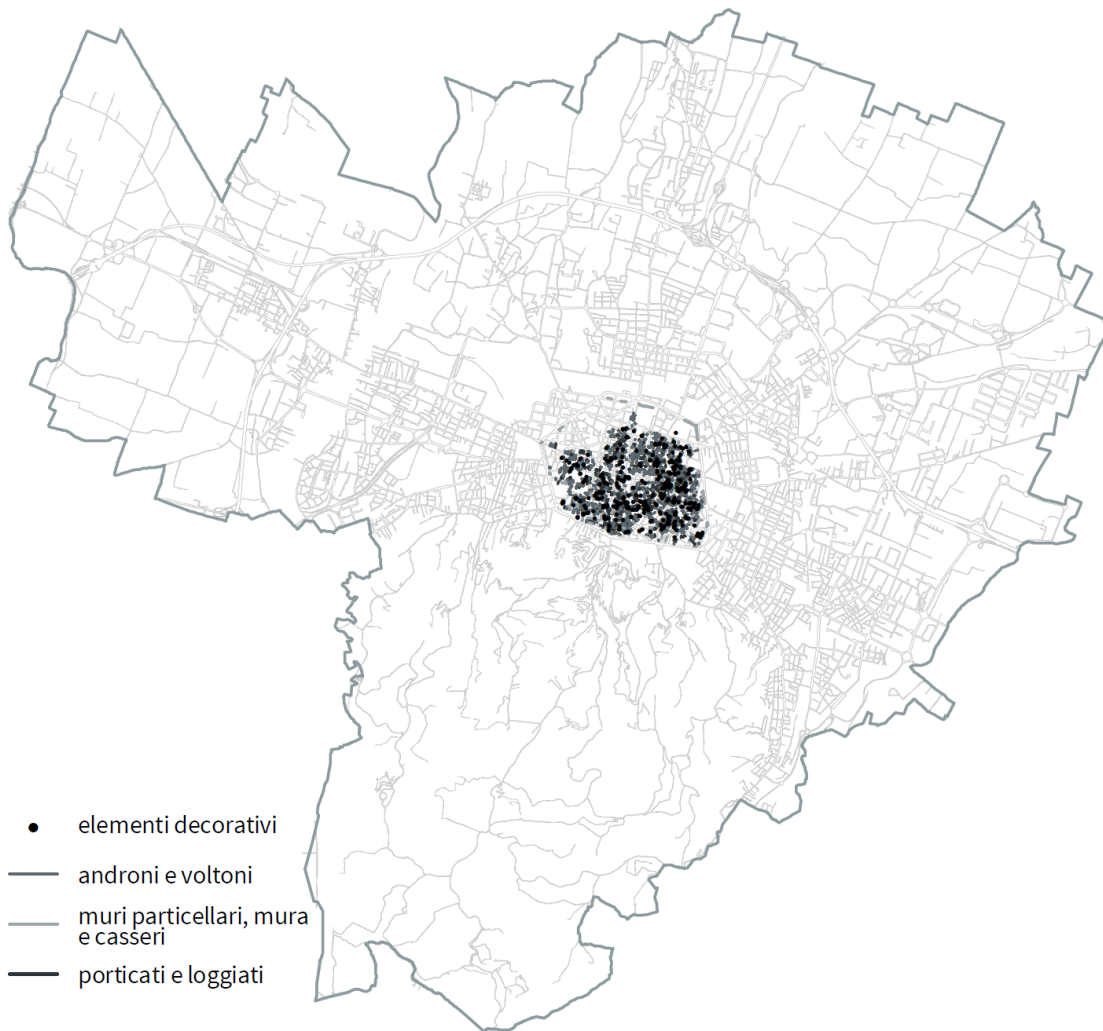 elementi decorativi
androni e voltoni
muri particellari, mura
e casseri
porticati e loggiati